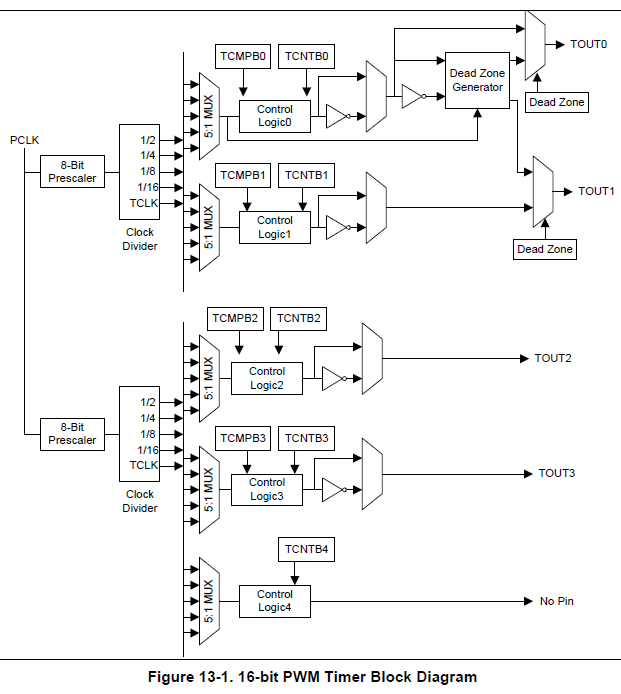 TCMPB0
TCNTB0
TOUT0
Dead Zone
Generator
Dead Zone
5:1 MUX
Control
Logic0
PCLK
8-Bit
Prescaler
1/2
1/4
1/8
1/16
TCLK
Clock
Divider
TCMPB1
TCNTB1
5:1 MUX
Control
Logic1
TOUT1
Dead Zone
TCMPB2
TCNTB2
5:1 MUX
Control
Logic2
TOUT2
8-Bit
Prescaler
1/2
1/4
1/8
1/16
TCLK
Clock
Divider
TCMPB3
TCNTB3
5:1 MUX
Control
Logic3
TOUT3
TCNTB4
5:1 MUX
Control
Logic4
No Pin
Figure 13-1. 16-bit PWM Timer Block Diagram